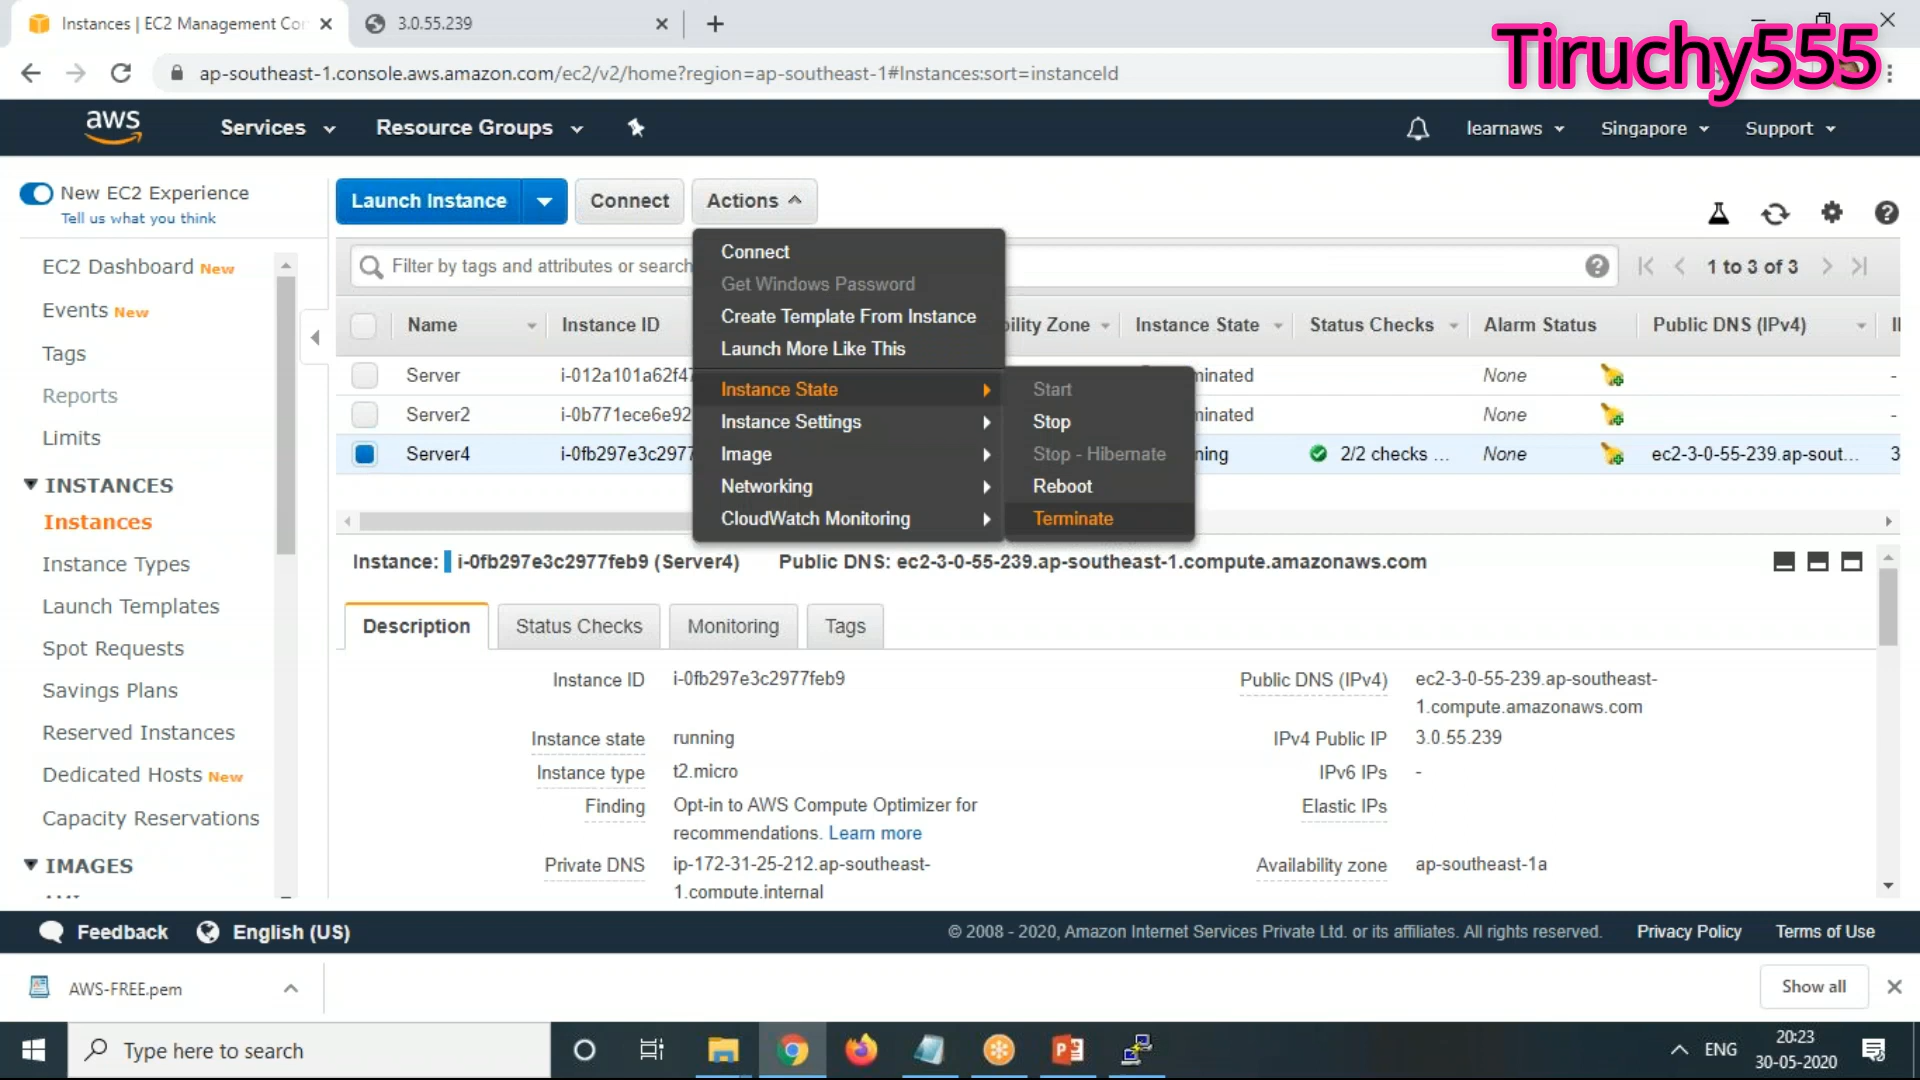 Instances | EC2 Management Con
3.0.55.239
Tiruchy555
ap-southeast-1.console.aws.amazon.com/ec2/v2/home?region=ap-southeast-1#Instances:sort=instanceId
aws
Services
Resource Groups
learnaws
Singapore
Support
New EC2 Experience
Tell us what you think
Launch Instance
Connect
Actions
EC2 Dashboard New
Events New
Tags
Reports
Limits
INSTANCES
Instances
Instance Types
Launch Templates
Spot Requests
Savings Plans
Reserved Instances
Dedicated Hosts New
Capacity Reservations
IMAGES
Filter by tags and attributes or search
1 to 3 of 3
Connect
Get Windows Password
Create Template From Instance
Launch More Like This
Instance State
Instance Settings
Image
Networking
CloudWatch Monitoring
Start
Stop
Stop - Hibernate
Reboot
Terminate
Name Instance ID bility Zone Instance State Status Checks Alarm Status Public DNS (IPv4)
Server i-012a101a62f47 minated None -
Server2 i-0b771ece6e92 minated None -
Server4 i-0fb297e3c2977 ning 2/2 checks ... None ec2-3-0-55-239.ap-sout... 3
Instance: i-0fb297e3c2977feb9 (Server4) Public DNS: ec2-3-0-55-239.ap-southeast-1.compute.amazonaws.com
Description
Status Checks
Monitoring
Tags
Instance ID i-0fb297e3c2977feb9
Instance state running
Instance type t2.micro
Finding Opt-in to AWS Compute Optimizer for
recommendations. Learn more
Private DNS ip-172-31-25-212.ap-southeast-
1.compute.internal
Public DNS (IPv4) ec2-3-0-55-239.ap-southeast-
1.compute.amazonaws.com
IPv4 Public IP 3.0.55.239
IPv6 IPs -
Elastic IPs
Availability zone ap-southeast-1a
Feedback
English (US)
© 2008 - 2020, Amazon Internet Services Private Ltd. or its affiliates. All rights reserved.
Privacy Policy
Terms of Use
AWS-FREE.pem
Show all
Type here to search
ENG
20:23
30-05-2020